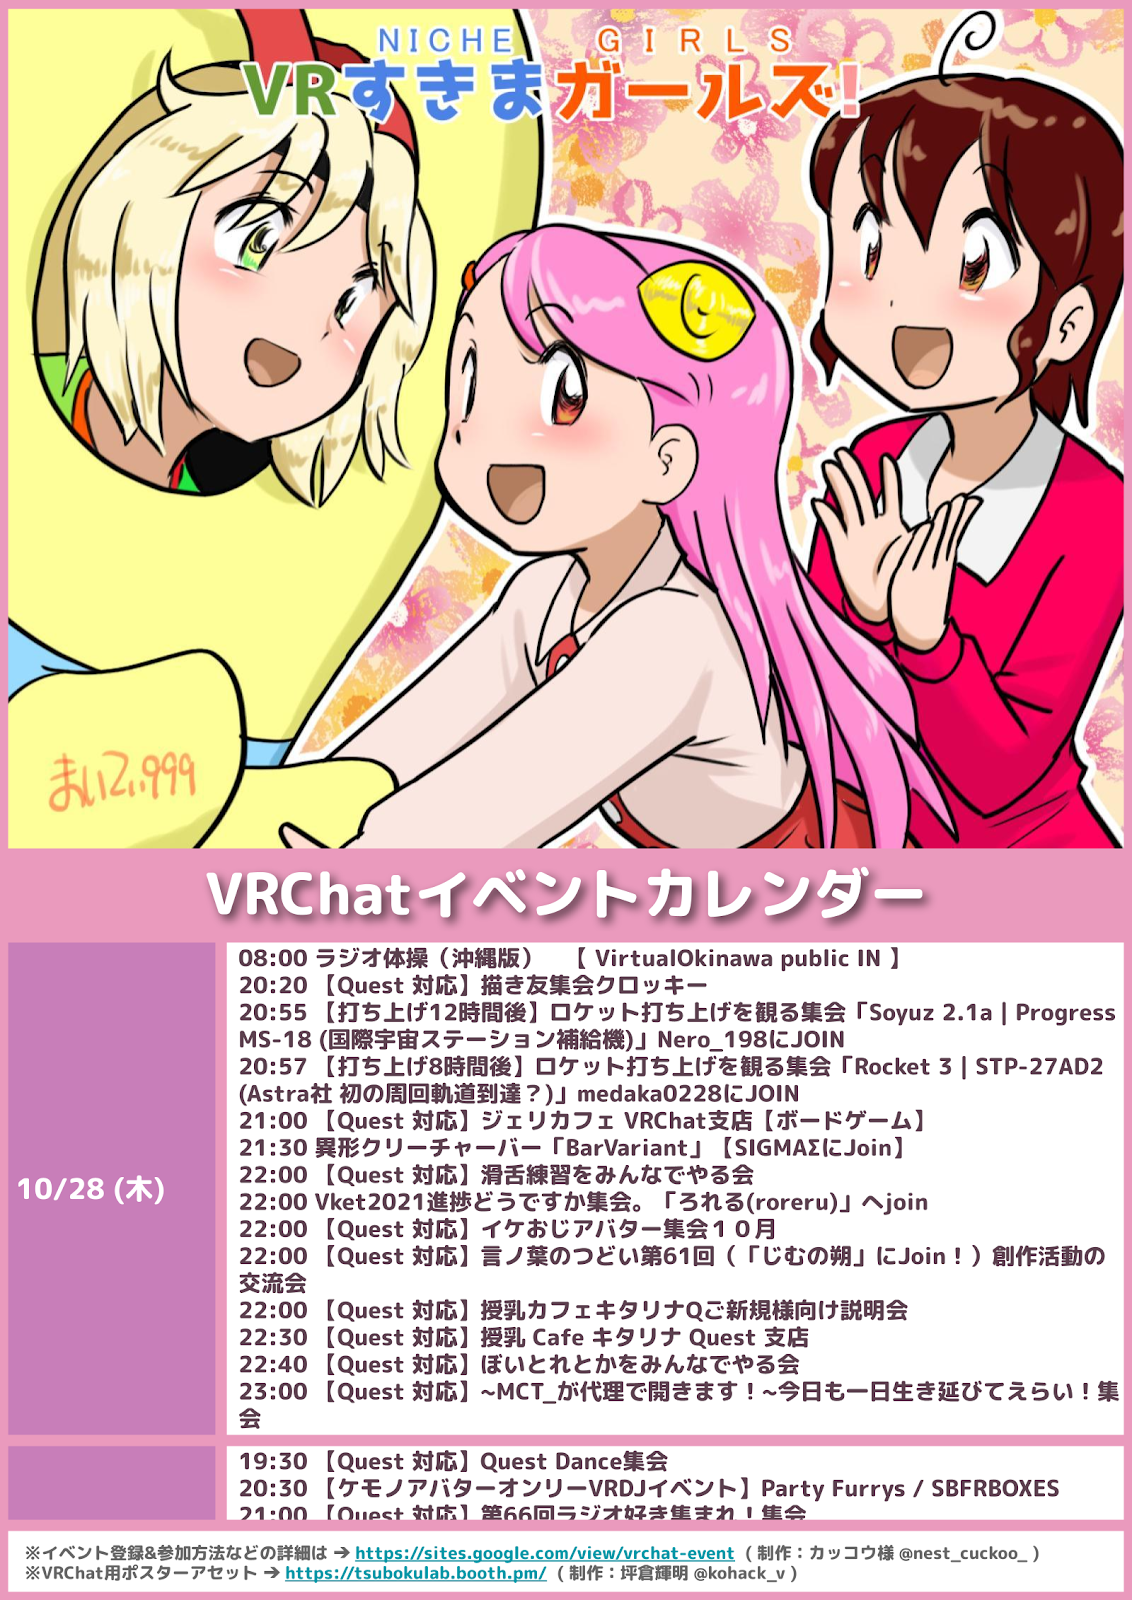 NICHE GIRLS
VRすきまガールズ!
まいてぃ999
VRChatイベントカレンダー
10/28 (木)
08:00 ラジオ体操（沖縄版）　【 VirtualOkinawa public IN 】
20:20 【Quest 対応】描き友集会クロッキー
20:55 【打ち上げ12時間後】ロケット打ち上げを観る集会「Soyuz 2.1a | Progress
MS-18 (国際宇宙ステーション補給機)」Nero_198にJOIN
20:57 【打ち上げ8時間後】ロケット打ち上げを観る集会「Rocket 3 | STP-27AD2
(Astra社 初の周回軌道到達？)」medaka0228にJOIN
21:00 【Quest 対応】ジェリカフェ VRChat支店【ボードゲーム】
21:30 異形クリーチャーバー「BarVariant」【SIGMAΣにJoin】
22:00 【Quest 対応】滑舌練習をみんなでやる会
22:00 Vket2021進捗どうですか集会。「ろれる(roreru)」へjoin
22:00 【Quest 対応】イケおじアバター集会１０月
22:00 【Quest 対応】言ノ葉のつどい第61回（「じむの朔」にJoin！）創作活動の
交流会
22:00 【Quest 対応】授乳カフェキタリナQご新規様向け説明会
22:30 【Quest 対応】授乳 Cafe キタリナ Quest 支店
22:40 【Quest 対応】ぼいとれとかをみんなでやる会
23:00 【Quest 対応】~MCT_が代理で開きます！~今日も一日生き延びてえらい！集
会
19:30 【Quest 対応】Quest Dance集会
20:30 【ケモノアバターオンリーVRDJイベント】Party Furrys / SBFRBOXES
21:00 【Quest 対応】第66回ラジオ好き集まれ！集会
※イベント登録&参加方法などの詳細は ➔ https://sites.google.com/view/vrchat-event ( 制作：カッコウ様 @nest_cuckoo_ )
※VRChat用ポスターアセット ➔ https://tsubokulab.booth.pm/ ( 制作：坪倉輝明 @kohack_v )